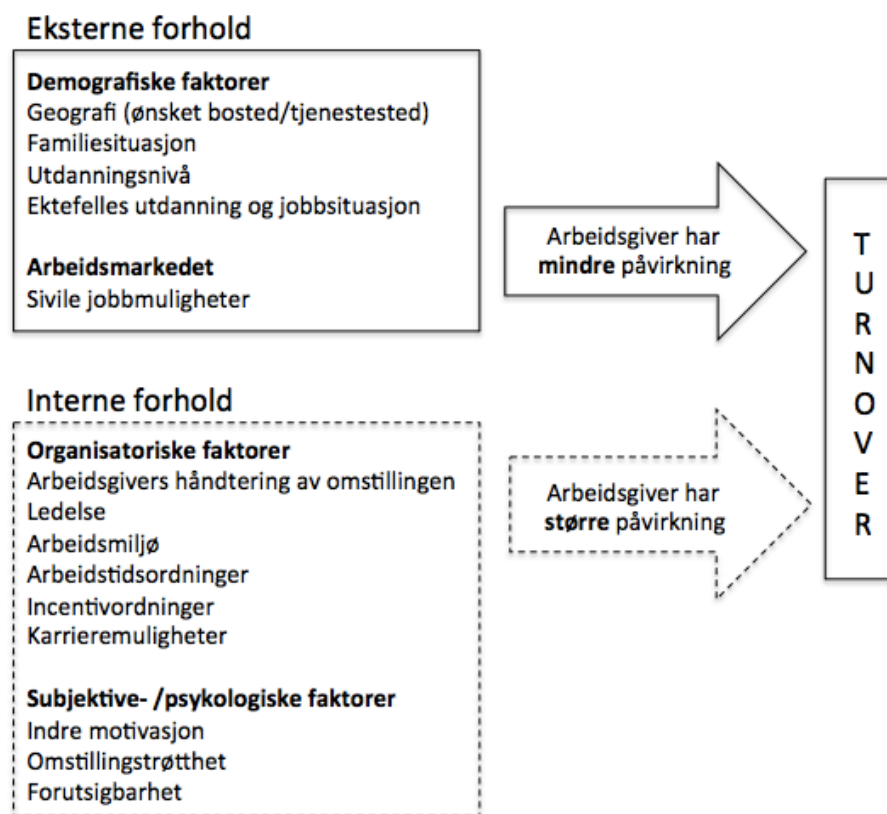 Eksterne forhold
Demografiske faktorer
Geografi (ønsket bosted/tjenestested)
Familiesituasjon
Utdanningsnivå
Ektefelles utdanning og jobbsituasjon
Arbeidsmarkedet
Sivile jobbmuligheter
Arbeidsgiver har
mindre påvirkning
Interne forhold
Organisatoriske faktorer
Arbeidsgivers håndtering av omstillingen
Ledelse
Arbeidsmiljø
Arbeidstidsordninger
Incentivordninger
Karrieremuligheter
Subjektive- /psykologiske faktorer
Indre motivasjon
Omstillingstrøtthet
Forutsigbarhet
Arbeidsgiver har
større påvirkning
T
U
R
N
O
V
E
R